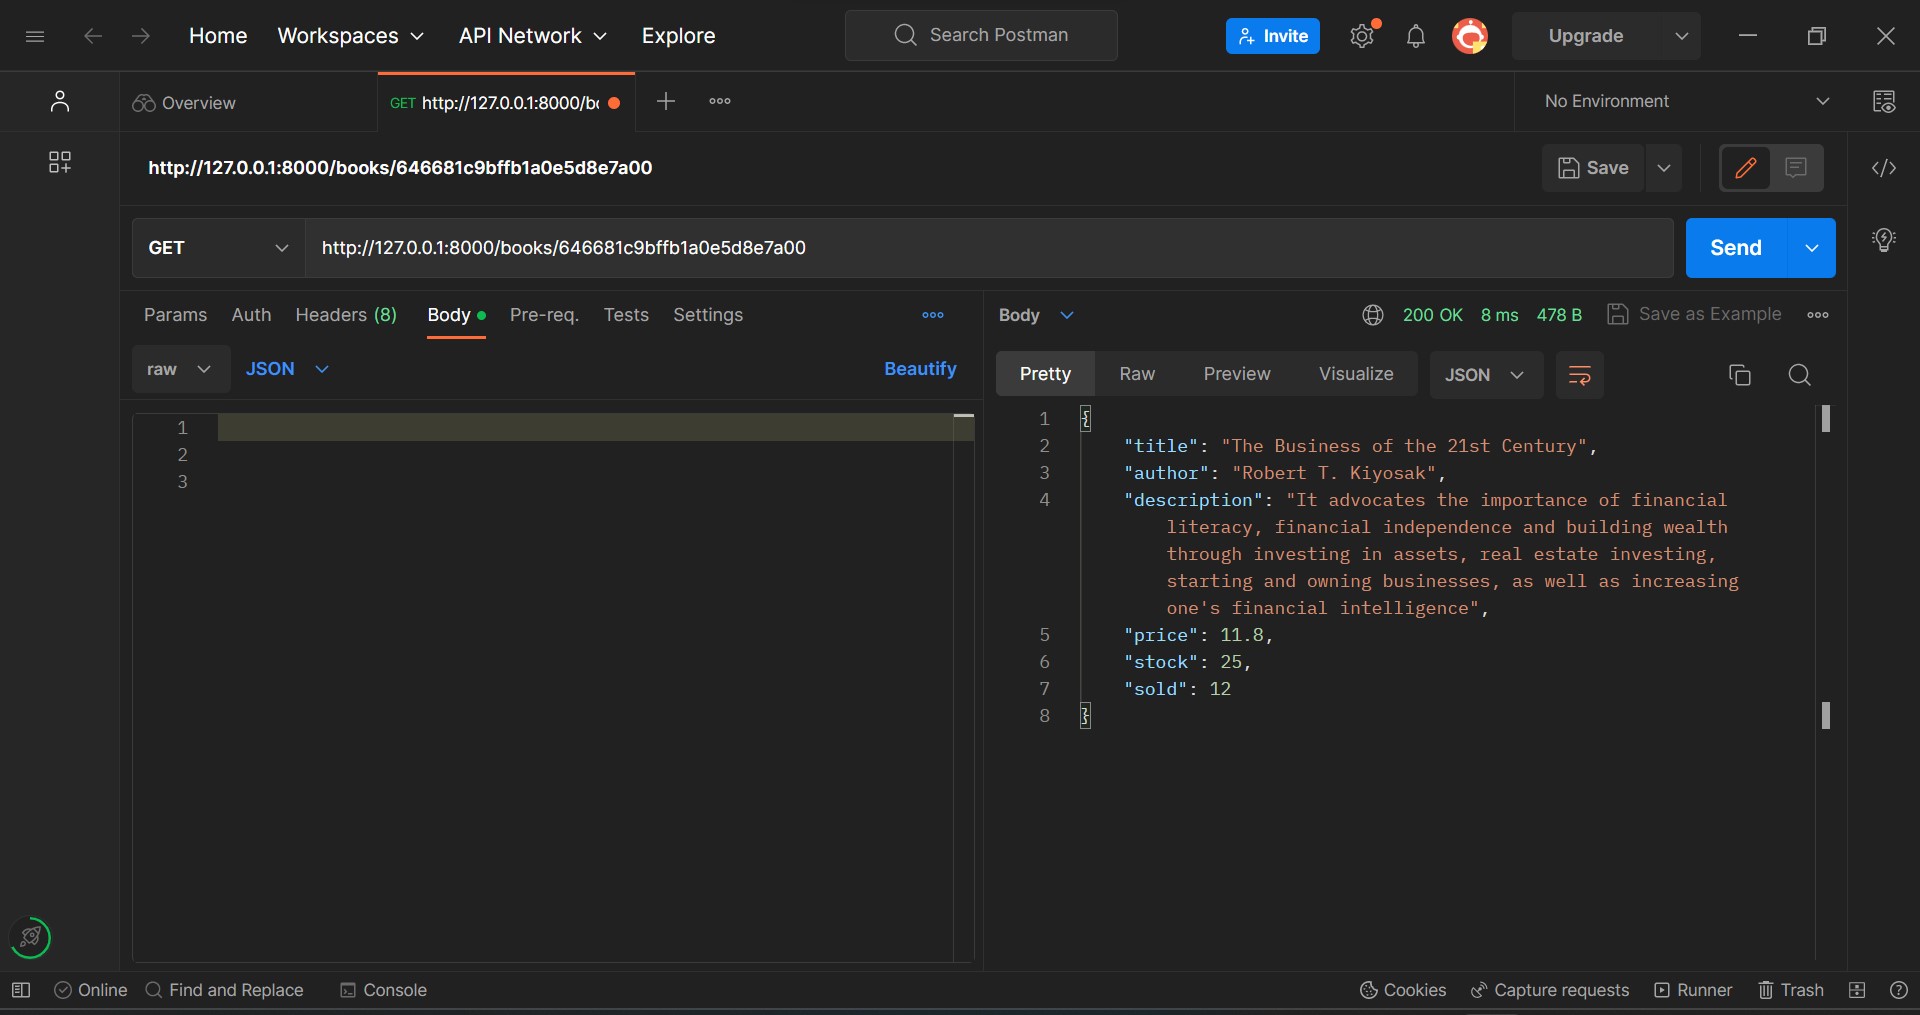 Home Workspaces API Network Explore Search Postman Invite Upgrade
Overview GET http://127.0.0.1:8000/bo No Environment
http://127.0.0.1:8000/books/646681c9bffb1a0e5d8e7a00 Save
GET http://127.0.0.1:8000/books/646681c9bffb1a0e5d8e7a00 Send
Params Auth Headers (8) Body Pre-req. Tests Settings
raw JSON Beautify
1
2
3
Body 200 OK 8 ms 478 B Save as Example
Pretty Raw Preview Visualize JSON
1 {
2 "title": "The Business of the 21st Century",
3 "author": "Robert T. Kiyosak",
4 "description": "It advocates the importance of financial
literacy, financial independence and building wealth
through investing in assets, real estate investing,
starting and owning businesses, as well as increasing
one's financial intelligence",
5 "price": 11.8,
6 "stock": 25,
7 "sold": 12
8 }
Online Find and Replace Console Cookies Capture requests Runner Trash